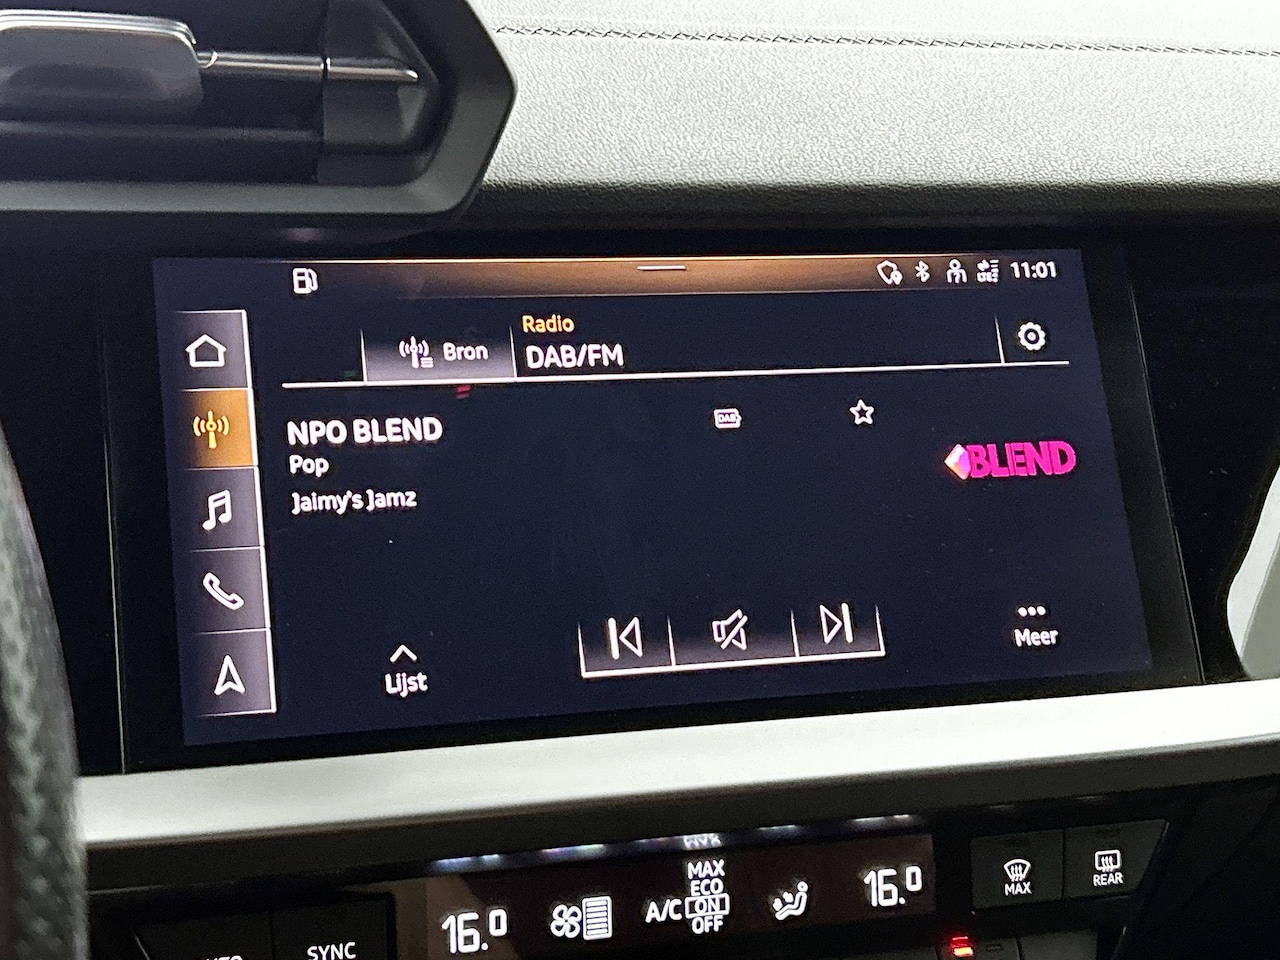 11:01
Radio
Bron
DAB/FM
NPO BLEND
DAB
BLEND
Pop
Jaimy's Jamz
Lijst
Meer
MAX
ECO
A/C ON
OFF
16.0
16.0
MAX
REAR
SYNC